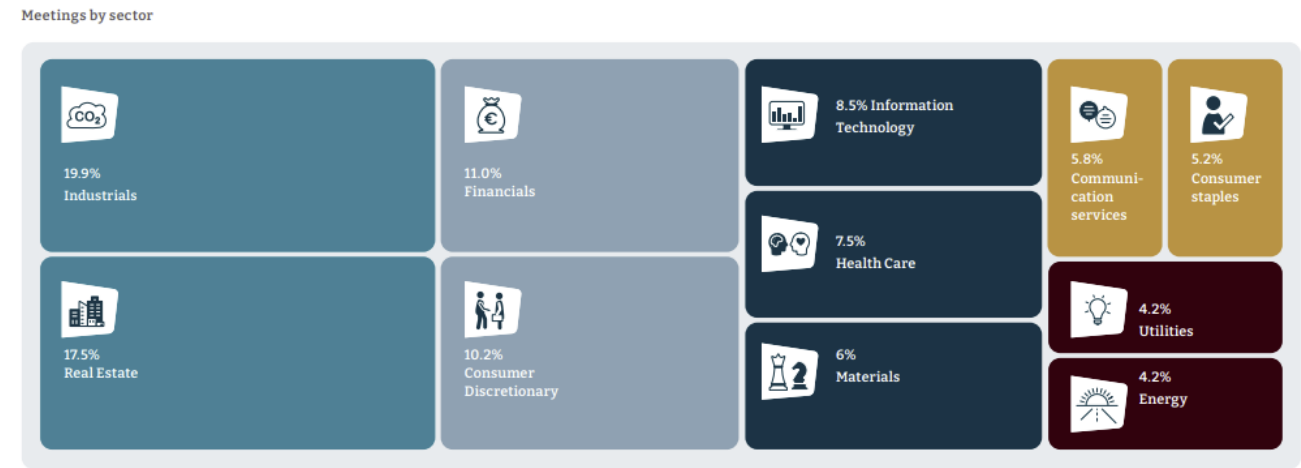 Meetings by sector
CO₂
19.9%
Industrials
€
11.0%
Financials
8.5% Information
Technology
5.8%
Communi-
cation
services
5.2%
Consumer
staples
7.5%
Health Care
17.5%
Real Estate
10.2%
Consumer
Discretionary
6%
Materials
4.2%
Utilities
4.2%
Energy